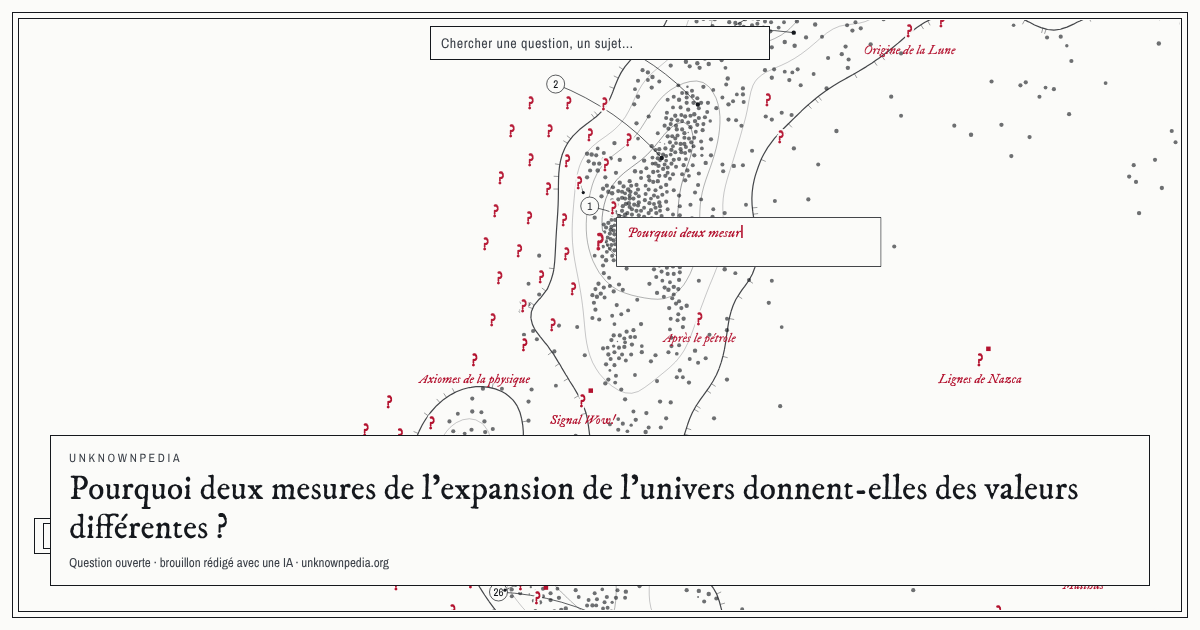 Chercher une question, un sujet...
Origine de la Lune
2
1
Pourquoi deux mesur
Après le pétrole
Axiomes de la physique
Lignes de Nazca
Signal Wow!
UNKNOWNPEDIA
Pourquoi deux mesures de l'expansion de l'univers donnent-elles des valeurs
différentes ?
Question ouverte · brouillon rédigé avec une IA · unknownpedia.org
26